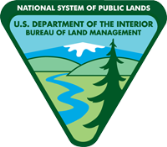 NATIONAL SYSTEM OF PUBLIC LANDS
U.S. DEPARTMENT OF THE INTERIOR
BUREAU OF LAND MANAGEMENT